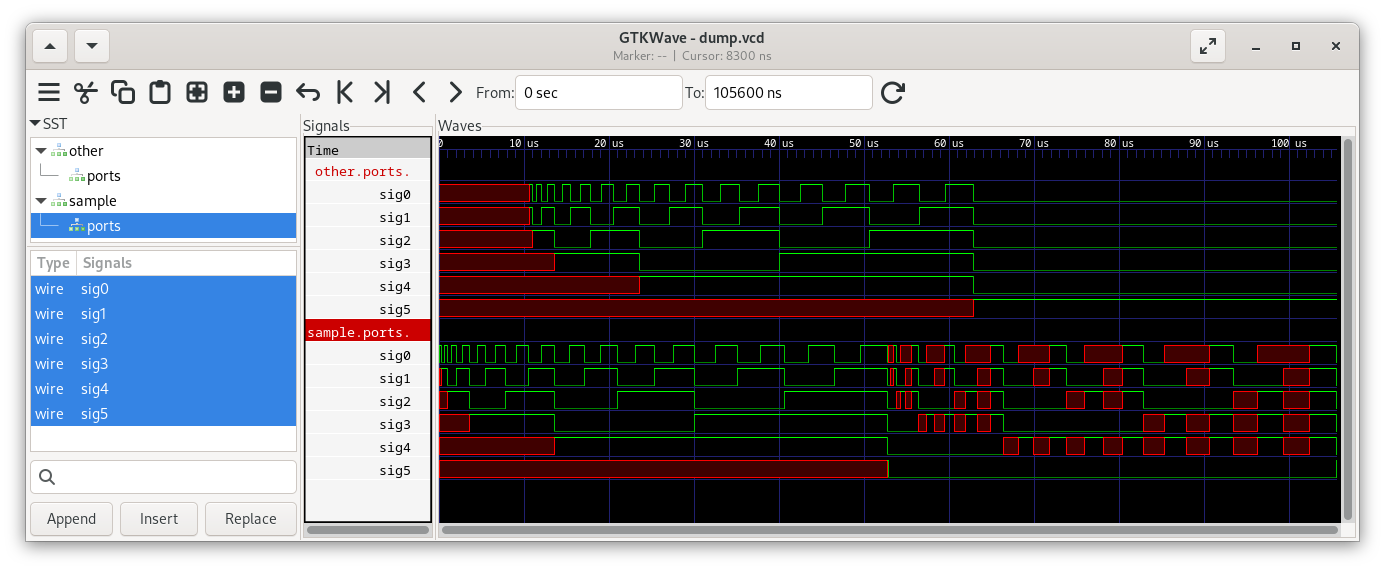 GTKWave - dump.vcd
Marker: -- | Cursor: 8300 ns
From: 0 sec To: 105600 ns
SST
other
ports
sample
ports
Type Signals
wire sig0
wire sig1
wire sig2
wire sig3
wire sig4
wire sig5
Append Insert Replace
Signals
Time
other.ports.
sig0
sig1
sig2
sig3
sig4
sig5
sample.ports.
sig0
sig1
sig2
sig3
sig4
sig5
Waves
0 10 us 20 us 30 us 40 us 50 us 60 us 70 us 80 us 90 us 100 us